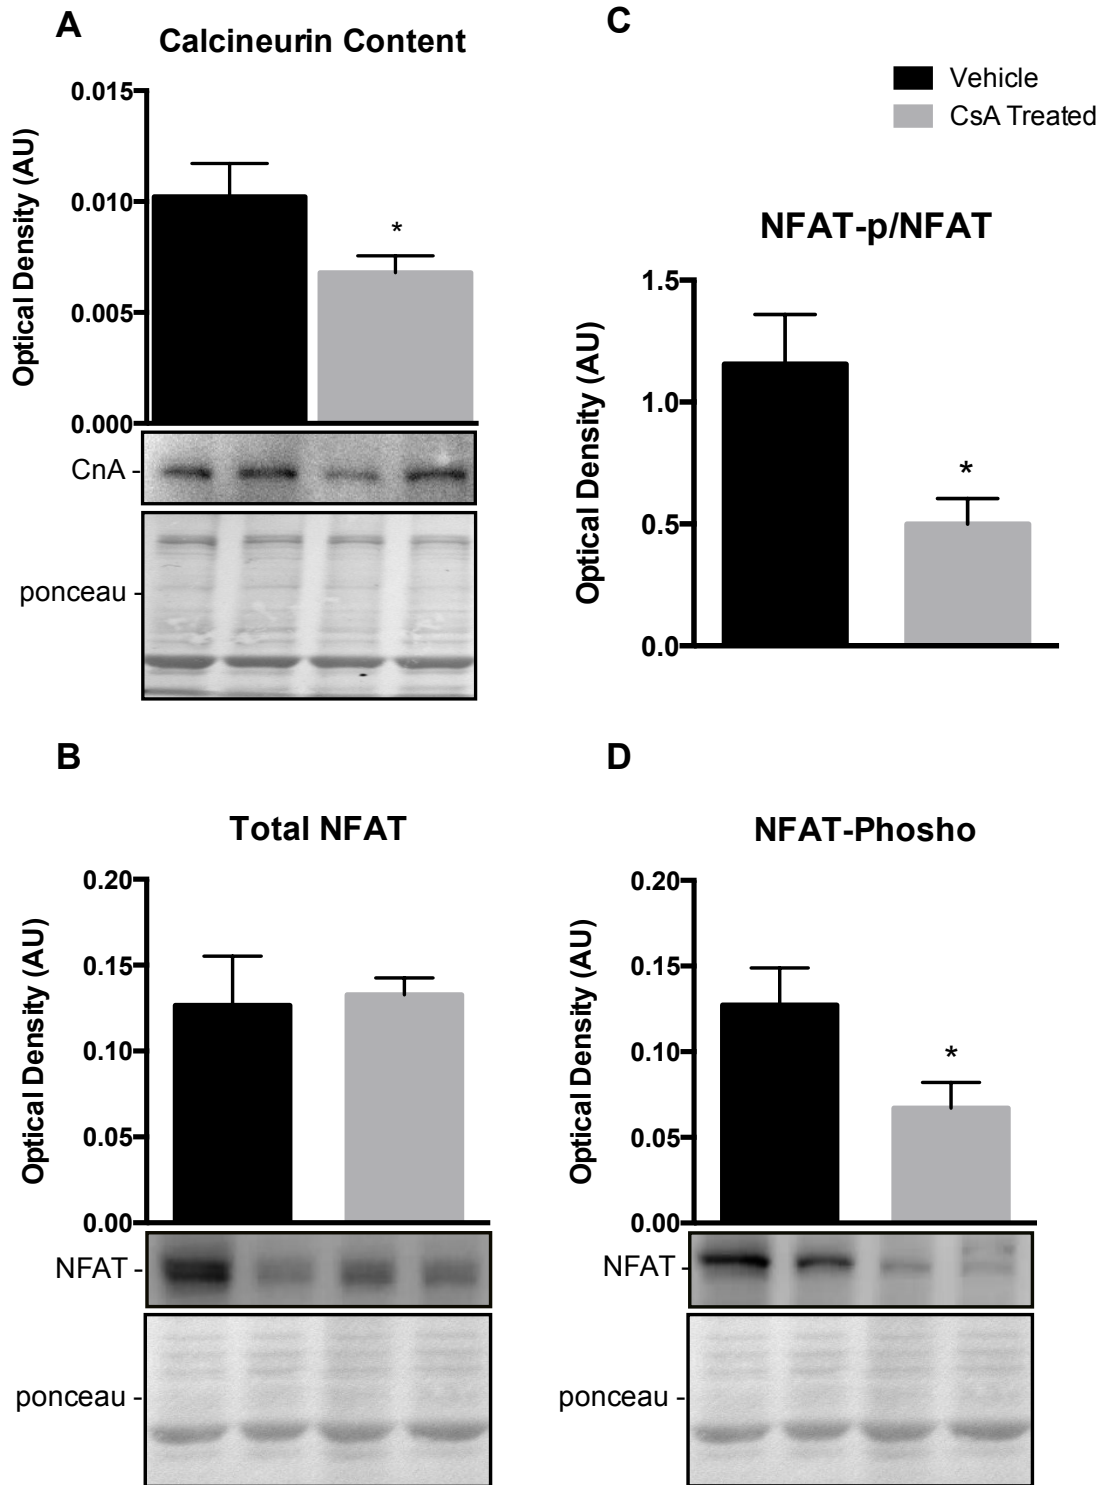 A
Calcineurin Content
Optical Density (AU)
0.015
0.010
0.005
0.000
*
CnA -
ponceau -
C
Vehicle
CsA Treated
NFAT-p/NFAT
Optical Density (AU)
1.5
1.0
0.5
0.0
*
B
Total NFAT
Optical Density (AU)
0.20
0.15
0.10
0.05
0.00
NFAT -
ponceau -
D
NFAT-Phosho
Optical Density (AU)
0.20
0.15
0.10
0.05
0.00
*
NFAT -
ponceau -